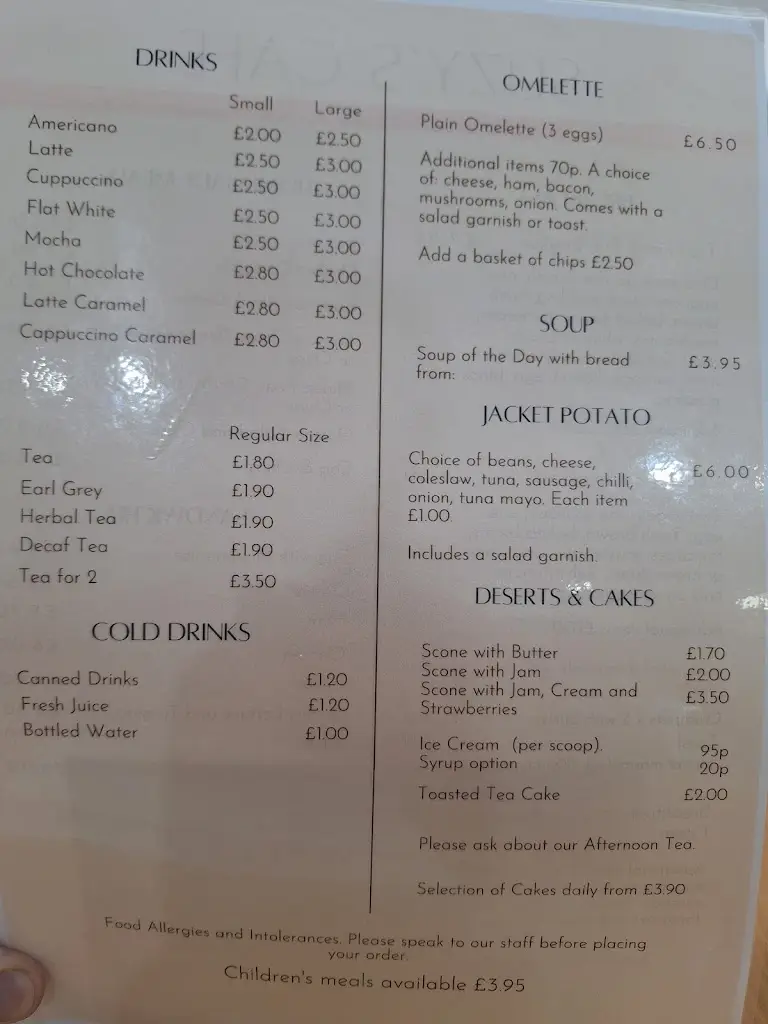 DRINKS
Small Large
Americano £2.00 £2.50
Latte £2.50 £3.00
Cuppuccino £2.50 £3.00
Flat White £2.50 £3.00
Mocha £2.50 £3.00
Hot Chocolate £2.80 £3.00
Latte Caramel £2.80 £3.00
Cappuccino Caramel £2.80 £3.00
Regular Size
Tea £1.80
Earl Grey £1.90
Herbal Tea £1.90
Decaf Tea £1.90
Tea for 2 £3.50
COLD DRINKS
Canned Drinks £1.20
Fresh Juice £1.20
Bottled Water £1.00
OMELETTE
Plain Omelette (3 eggs) £6.50
Additional items 70p. A choice
of: cheese, ham, bacon,
mushrooms, onion. Comes with a
salad garnish or toast.
Add a basket of chips £2.50
SOUP
Soup of the Day with bread £3.95
from:
JACKET POTATO
Choice of beans, cheese, £6.00
coleslaw, tuna, sausage, chilli,
onion, tuna mayo. Each item
£1.00.
Includes a salad garnish.
DESERTS & CAKES
Scone with Butter £1.70
Scone with Jam £2.00
Scone with Jam, Cream and £3.50
Strawberries
Ice Cream (per scoop). 95p
Syrup option 20p
Toasted Tea Cake £2.00
Please ask about our Afternoon Tea.
Selection of Cakes daily from £3.90
Food Allergies and Intolerances. Please speak to our staff before placing
your order.
Children's meals available £3.95